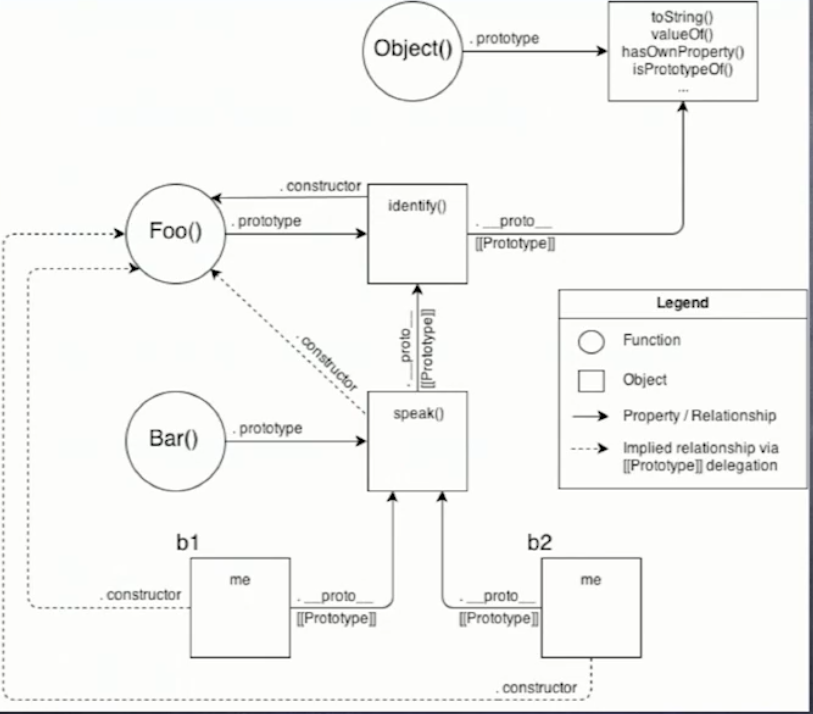 Object()
. prototype
toString()
valueOf()
hasOwnProperty()
isPrototypeOf()
...
. constructor
identify()
Foo()
. prototype
. __proto__
[[Prototype]]
. constructor
. __proto__
[[Prototype]]
Legend
Function
Object
Property / Relationship
Implied relationship via
[[Prototype]] delegation
Bar()
. prototype
speak()
b1
b2
me
me
. constructor
. __proto__
[[Prototype]]
. __proto__
[[Prototype]]
. constructor